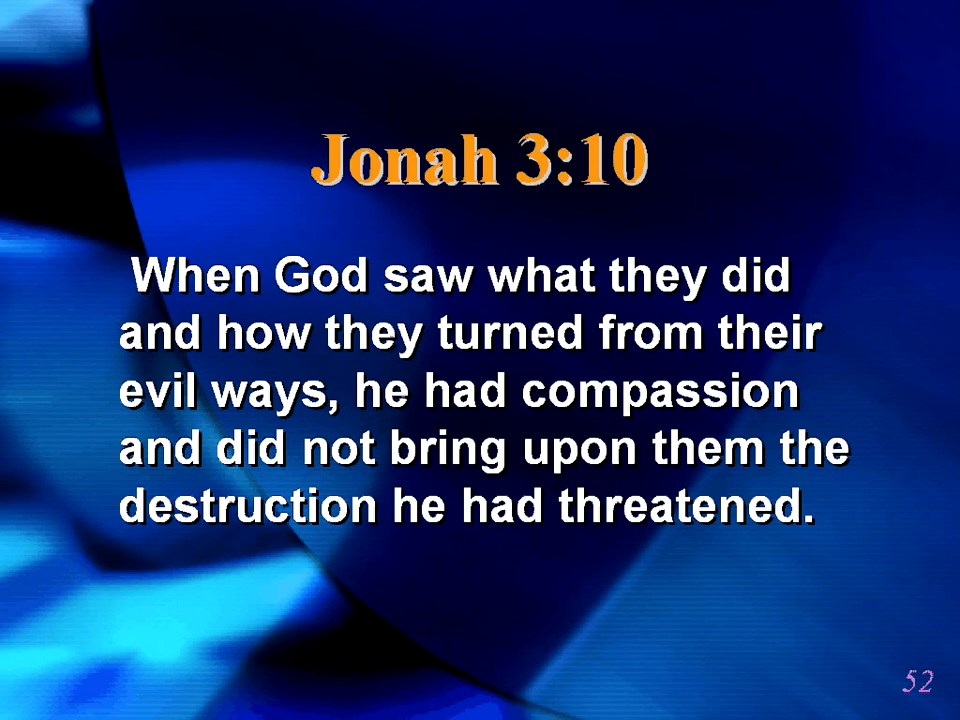 Jonah 3:10
When God saw what they did
and how they turned from their
evil ways, he had compassion
and did not bring upon them the
destruction he had threatened.
52